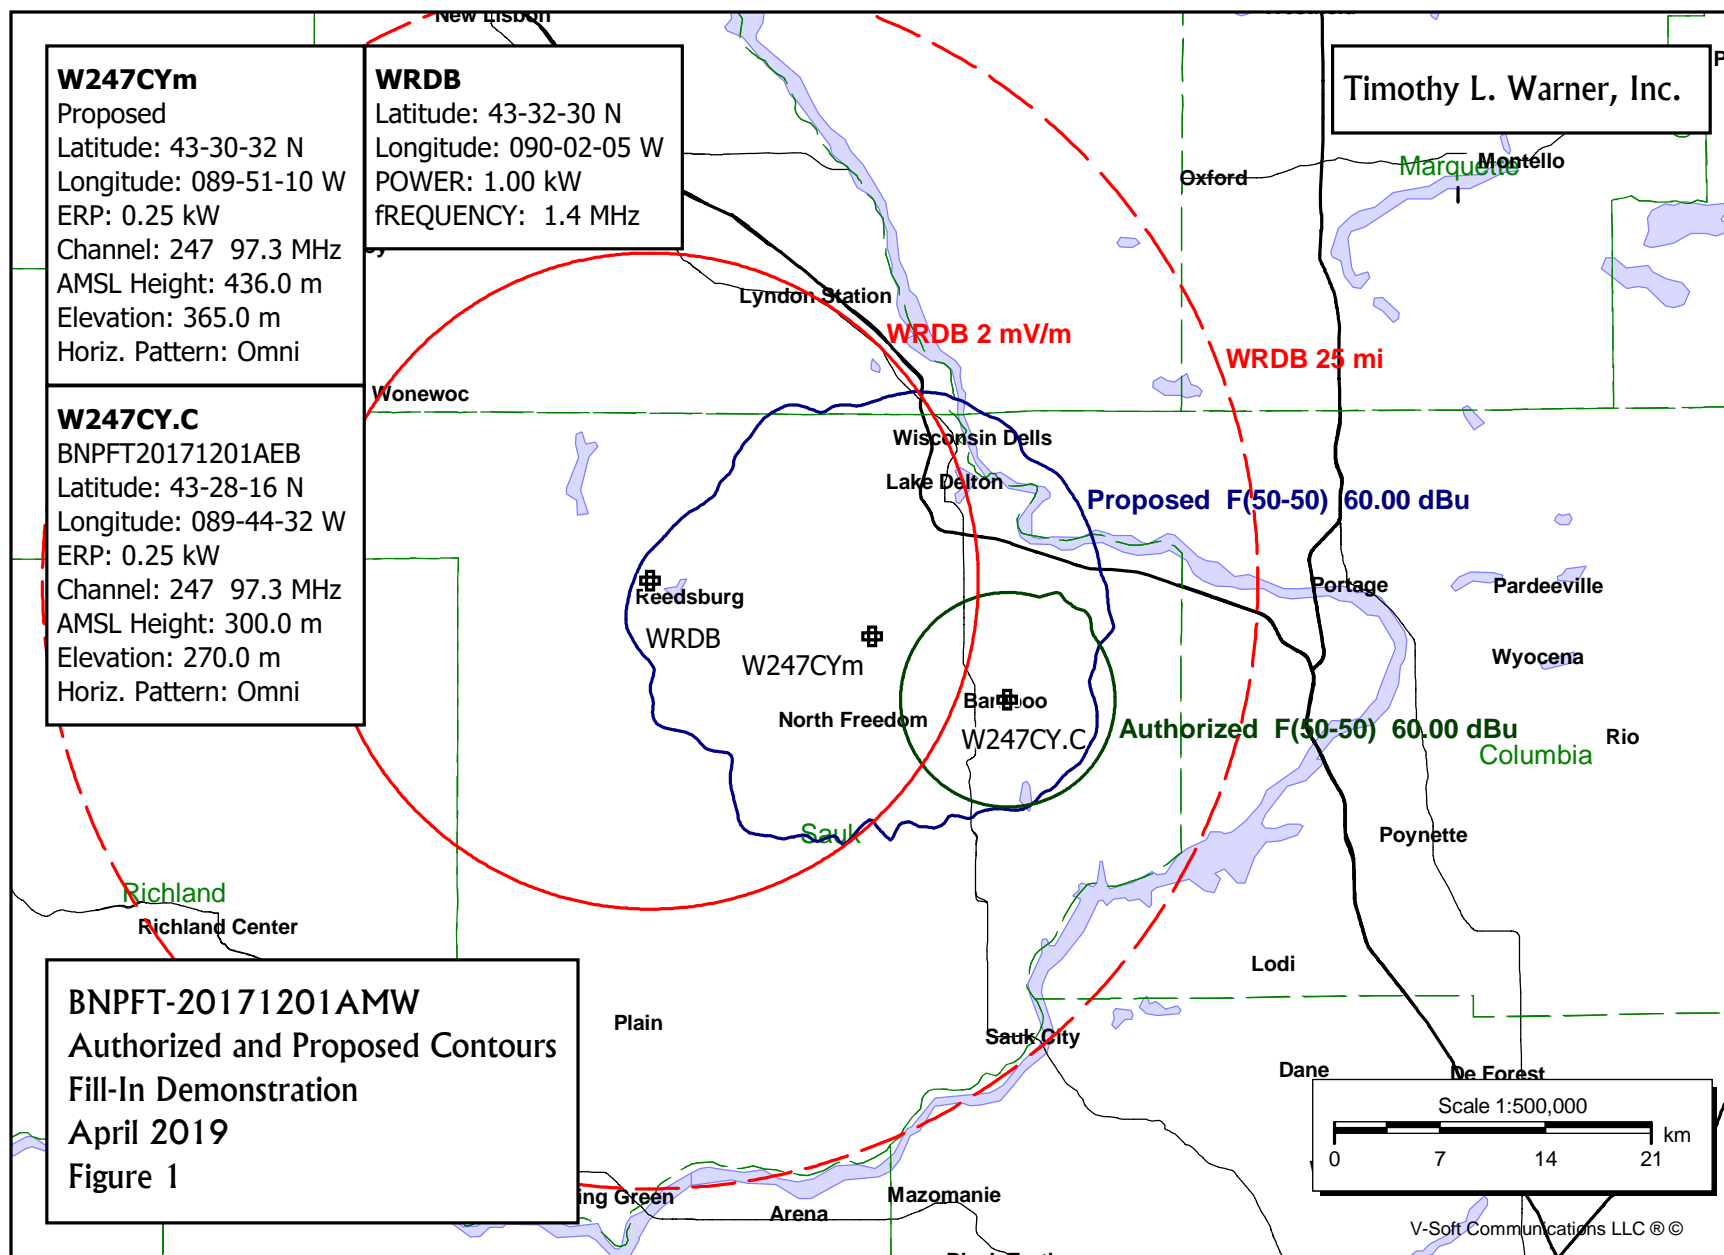 New Lisbon
W247CYm
Proposed
Latitude: 43-30-32 N
Longitude: 089-51-10 W
ERP: 0.25 kW
Channel: 247  97.3 MHz
AMSL Height: 436.0 m
Elevation: 365.0 m
Horiz. Pattern: Omni
WRDB
Latitude: 43-32-30 N
Longitude: 090-02-05 W
POWER: 1.00 kW
fREQUENCY:  1.4 MHz
Timothy L. Warner, Inc.
W247CY.C
BNPFT20171201AEB
Latitude: 43-28-16 N
Longitude: 089-44-32 W
ERP: 0.25 kW
Channel: 247  97.3 MHz
AMSL Height: 300.0 m
Elevation: 270.0 m
Horiz. Pattern: Omni
Marquette
Montello
Oxford
Lyndon Station
WRDB 2 mV/m
WRDB 25 mi
Wonewoc
Wisconsin Dells
Lake Delton
Proposed  F(50-50)  60.00 dBu
Reedsburg
WRDB
W247CYm
Portage
Pardeeville
Wyocena
North Freedom
Baraboo
W247CY.C
Authorized  F(50-50)  60.00 dBu
Rio
Columbia
Sauk
Poynette
Richland
Richland Center
Lodi
Plain
Sauk City
Dane
De Forest
BNPFT-20171201AMW
Authorized and Proposed Contours
Fill-In Demonstration
April 2019
Figure 1
Scale 1:500,000
km
0 7 14 21
ing Green
Arena
Mazomanie
V-Soft Communications LLC ® ©